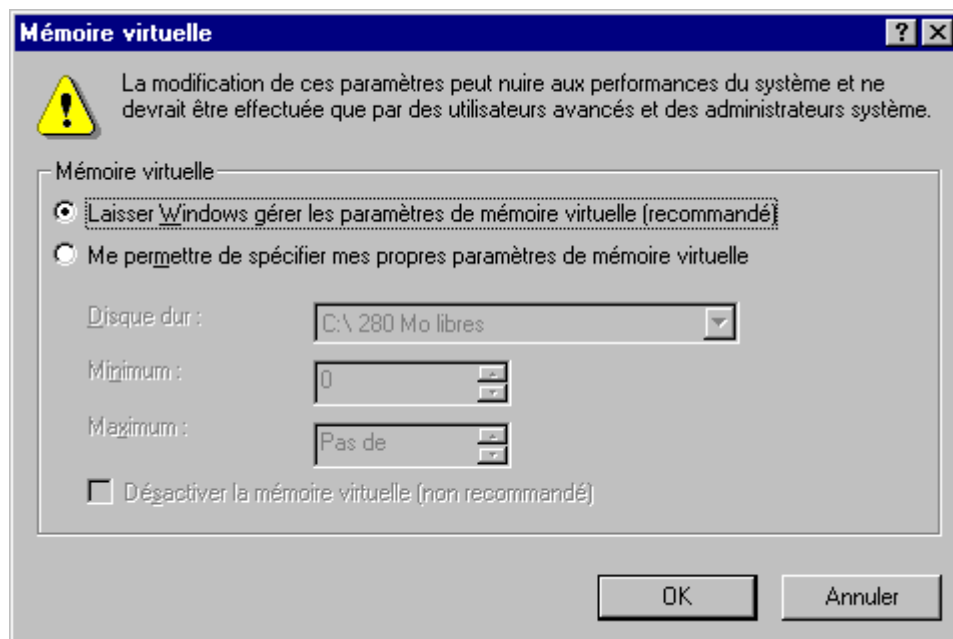 Mémoire virtuelle
La modification de ces paramètres peut nuire aux performances du système et ne
devrait être effectuée que par des utilisateurs avancés et des administrateurs système.
Mémoire virtuelle
Laisser Windows gérer les paramètres de mémoire virtuelle (recommandé)
Me permettre de spécifier mes propres paramètres de mémoire virtuelle
Disque dur : C:\ 280 Mo libres
Minimum : 0
Maximum : Pas de
Désactiver la mémoire virtuelle (non recommandé)
OK Annuler